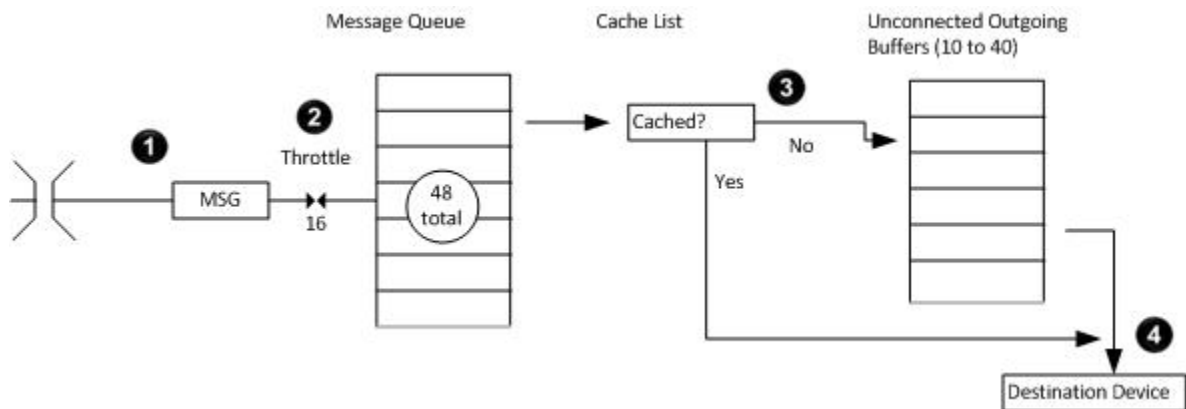 Message Queue
Cache List
Unconnected Outgoing
Buffers (10 to 40)
1
2
3
Throttle
Cached?
No
MSG
16
48
total
Yes
4
Destination Device